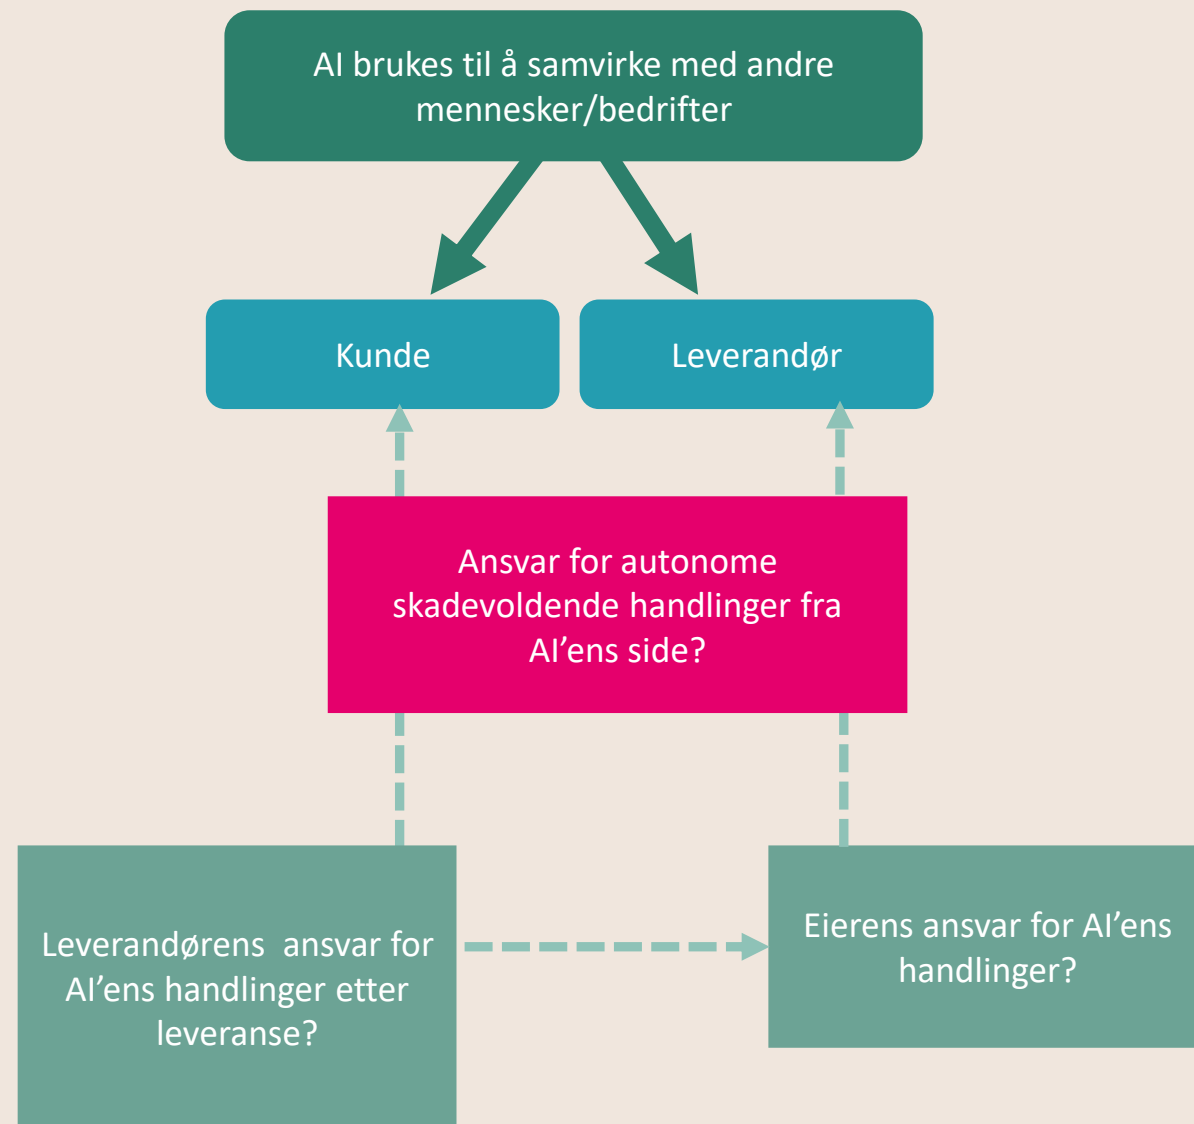 AI brukes til å samvirke med andre
mennesker/bedrifter
Kunde
Leverandør
Ansvar for autonome
skadevoldende handlinger fra
AI’ens side?
Leverandørens  ansvar for
AI’ens handlinger etter
leveranse?
Eierens ansvar for AI’ens
handlinger?